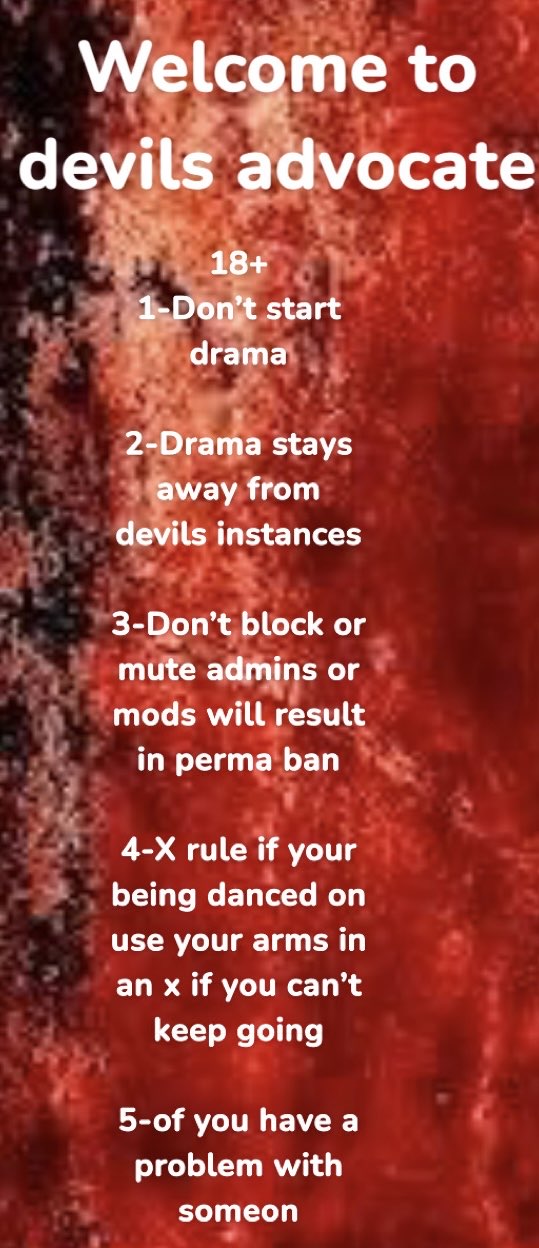 Welcome to
devils advocate
18+
1-Don't start
drama
2-Drama stays
away from
devils instances
3-Don't block or
mute admins or
mods will result
in perma ban
4-X rule if your
being danced on
use your arms in
an x if you can't
keep going
5-of you have a
problem with
someon